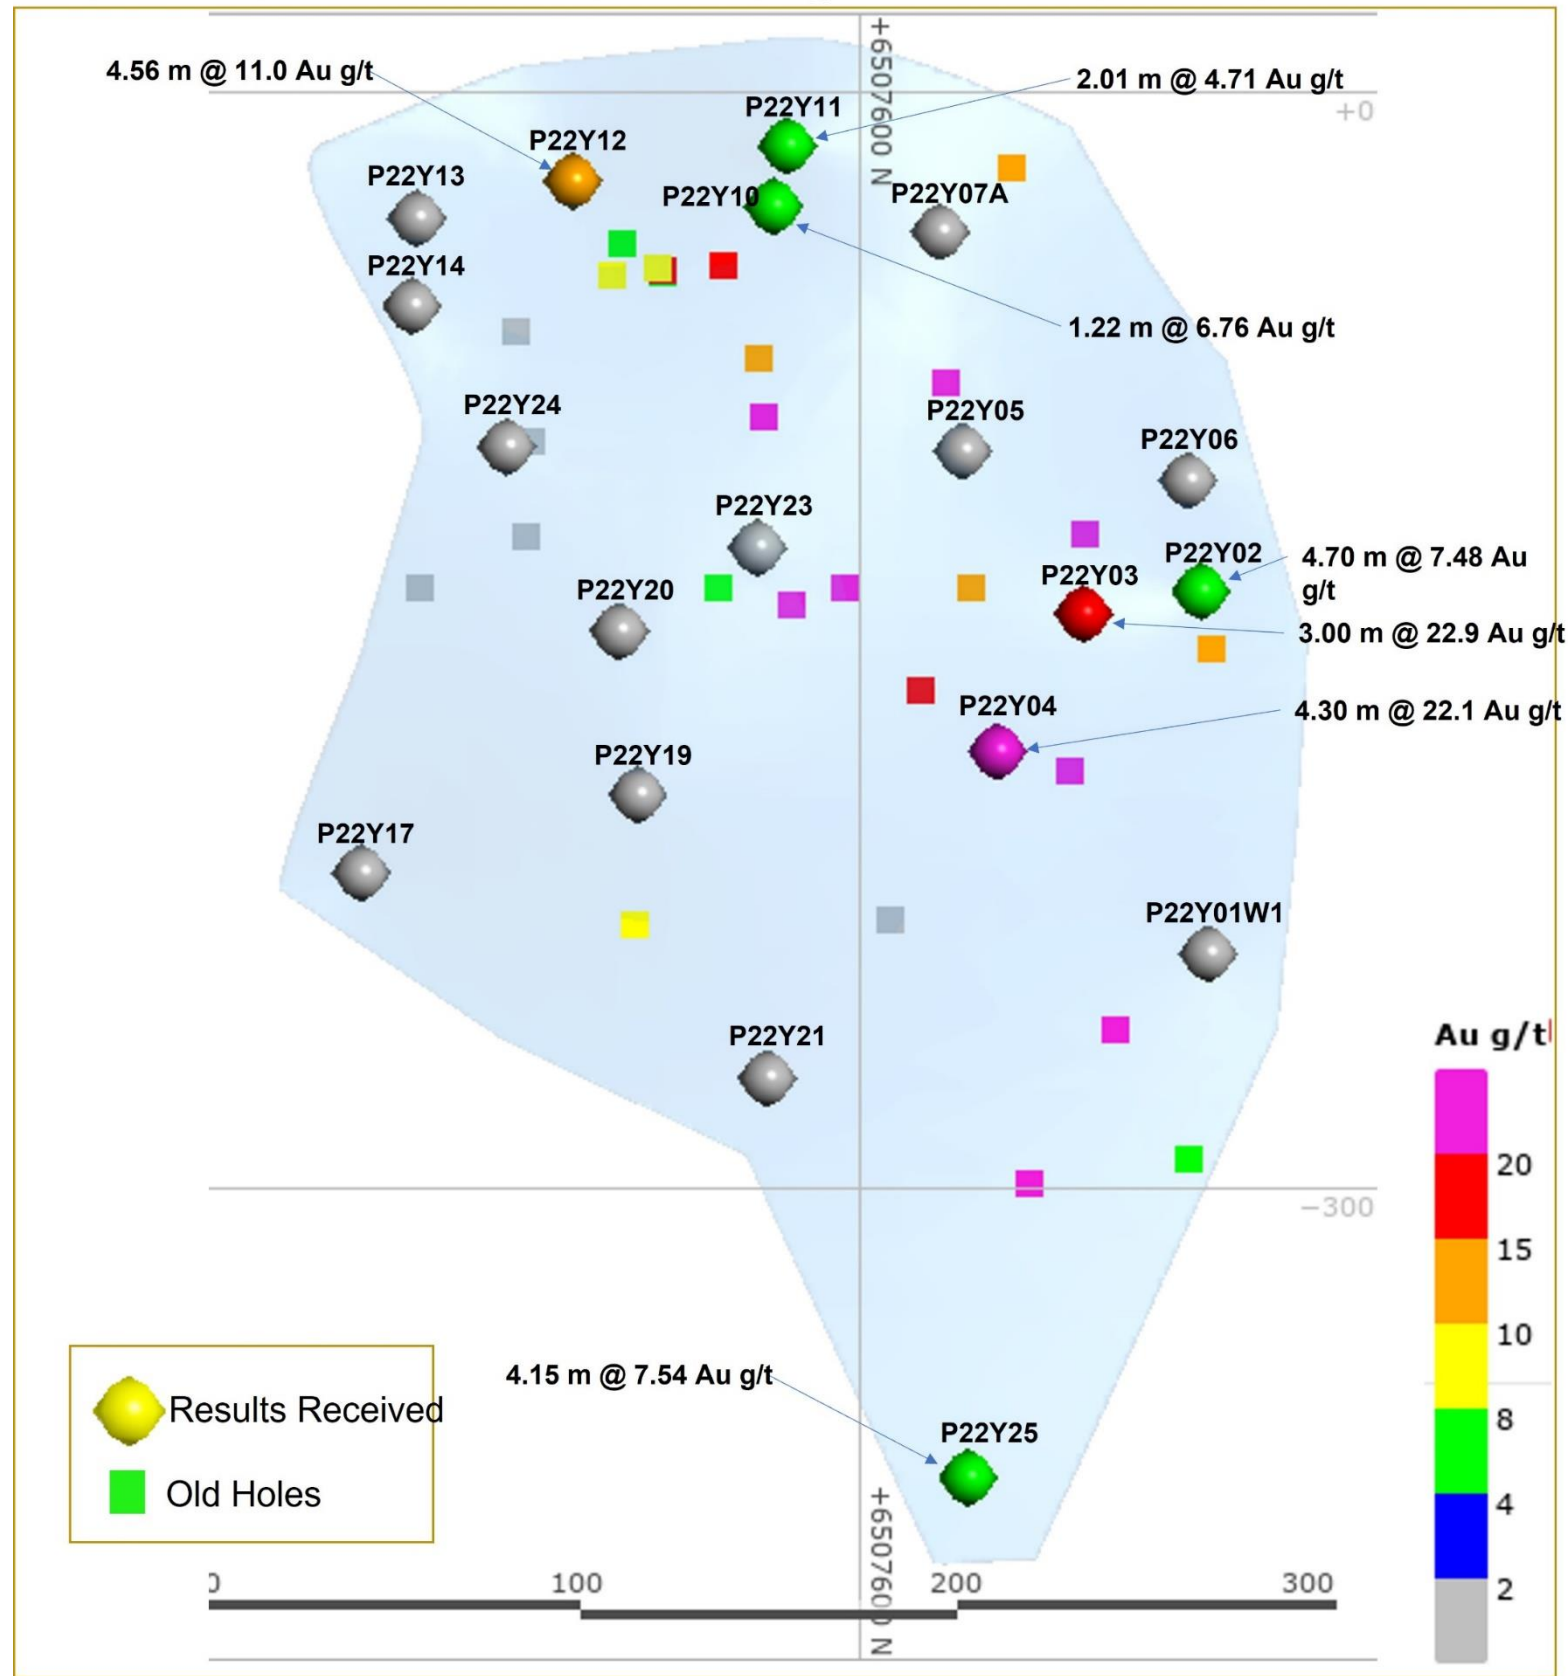 4.56 m @ 11.0 Au g/t
2.01 m @ 4.71 Au g/t
+6507600 N
+0
P22Y11
P22Y12
P22Y13
P22Y10
P22Y07A
P22Y14
1.22 m @ 6.76 Au g/t
P22Y24
P22Y05
P22Y06
P22Y23
P22Y02
4.70 m @ 7.48 Au
g/t
P22Y03
P22Y20
3.00 m @ 22.9 Au g/t
P22Y04
4.30 m @ 22.1 Au g/t
P22Y19
P22Y17
P22Y01W1
P22Y21
Au g/t
20
15
10
8
4
2
−300
4.15 m @ 7.54 Au g/t
P22Y25
Results Received
Old Holes
+6507600 N
0
100
200
300